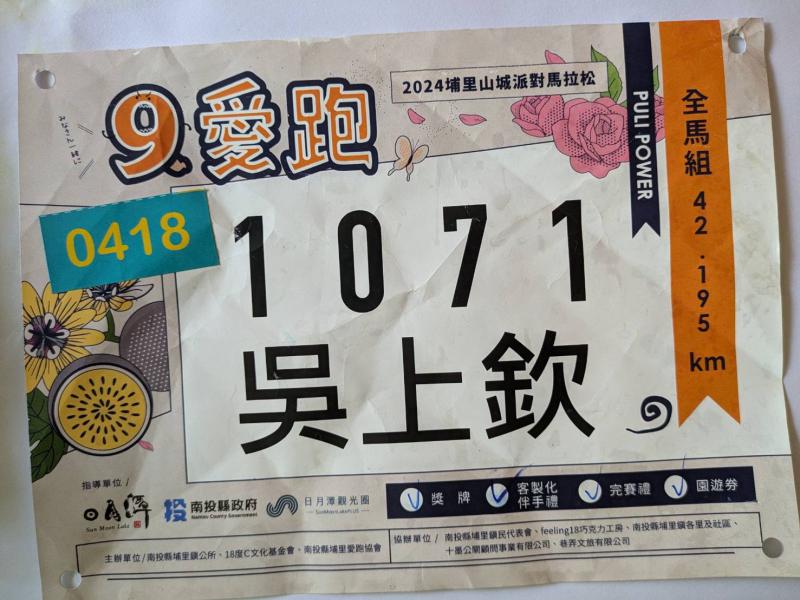 9愛跑
2024埔里山城派對馬拉松
PULI POWER
全馬組 42.195 km
0418
1071
吳上欽
指導單位/
Sun Moon Lake
南投縣政府
Nantou County Government
日月潭觀光圈
SunMoonLakePLUS
獎牌
客製化
伴手禮
完賽禮
園遊券
主辦單位/南投縣埔里鎮公所、18度C文化基金會、南投縣埔里愛跑協會
協辦單位/南投縣埔里鎮民代表會、feeling18巧克力工房、南投縣埔里鎮各里及社區、
十墨公關顧問事業有限公司、巷弄文旅有限公司